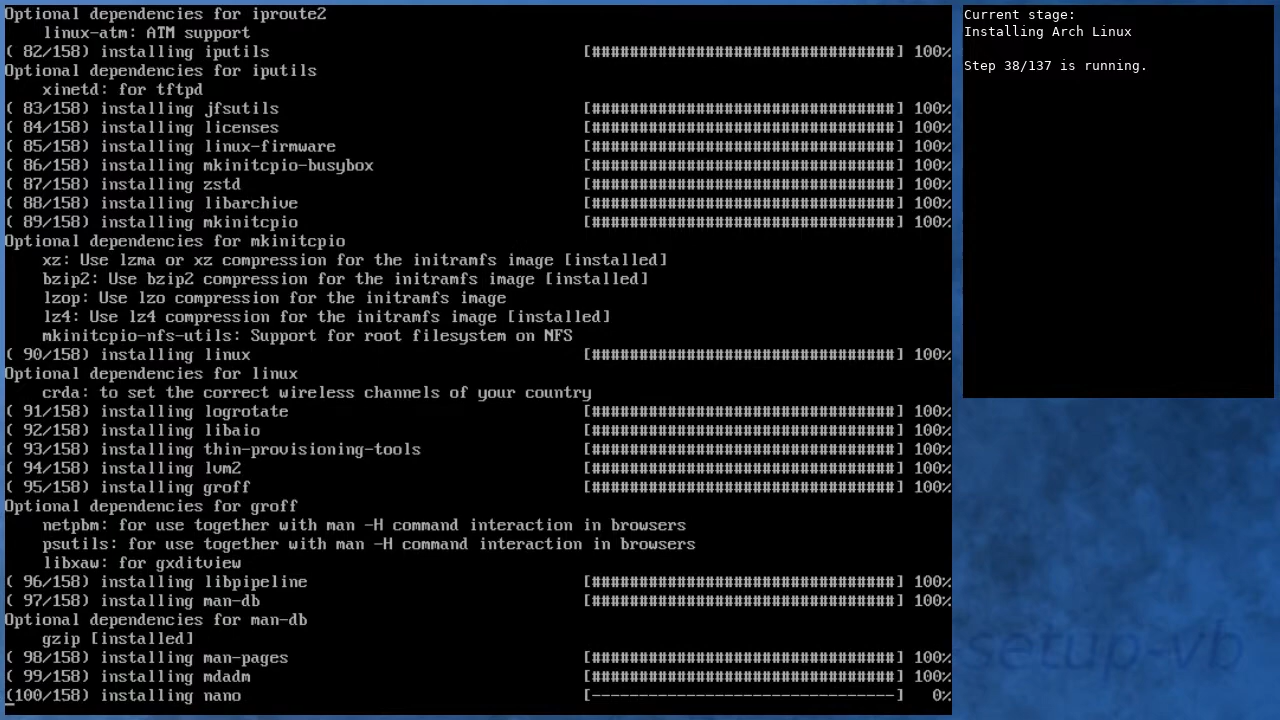 Optional dependencies for iproute2
linux-atm: ATM support
( 82/158) installing iputils [################################] 100%
Optional dependencies for iputils
xinetd: for tftpd
( 83/158) installing jfsutils [################################] 100%
( 84/158) installing licenses [################################] 100%
( 85/158) installing linux-firmware [################################] 100%
( 86/158) installing mkinitcpio-busybox [################################] 100%
( 87/158) installing zstd [################################] 100%
( 88/158) installing libarchive [################################] 100%
( 89/158) installing mkinitcpio [################################] 100%
Optional dependencies for mkinitcpio
xz: Use lzma or xz compression for the initramfs image [installed]
bzip2: Use bzip2 compression for the initramfs image [installed]
lzop: Use lzo compression for the initramfs image
lz4: Use lz4 compression for the initramfs image [installed]
mkinitcpio-nfs-utils: Support for root filesystem on NFS
( 90/158) installing linux [################################] 100%
Optional dependencies for linux
crda: to set the correct wireless channels of your country
( 91/158) installing logrotate [################################] 100%
( 92/158) installing libaio [################################] 100%
( 93/158) installing thin-provisioning-tools [################################] 100%
( 94/158) installing lvm2 [################################] 100%
( 95/158) installing groff [################################] 100%
Optional dependencies for groff
netpbm: for use together with man -H command interaction in browsers
psutils: for use together with man -H command interaction in browsers
libxaw: for gxditview
( 96/158) installing libpipeline [################################] 100%
( 97/158) installing man-db [################################] 100%
Optional dependencies for man-db
gzip [installed]
( 98/158) installing man-pages [################################] 100%
( 99/158) installing mdadm [################################] 100%
(100/158) installing nano [--------------------------------] 0%
Current stage:
Installing Arch Linux
Step 38/137 is running.
setup-vb